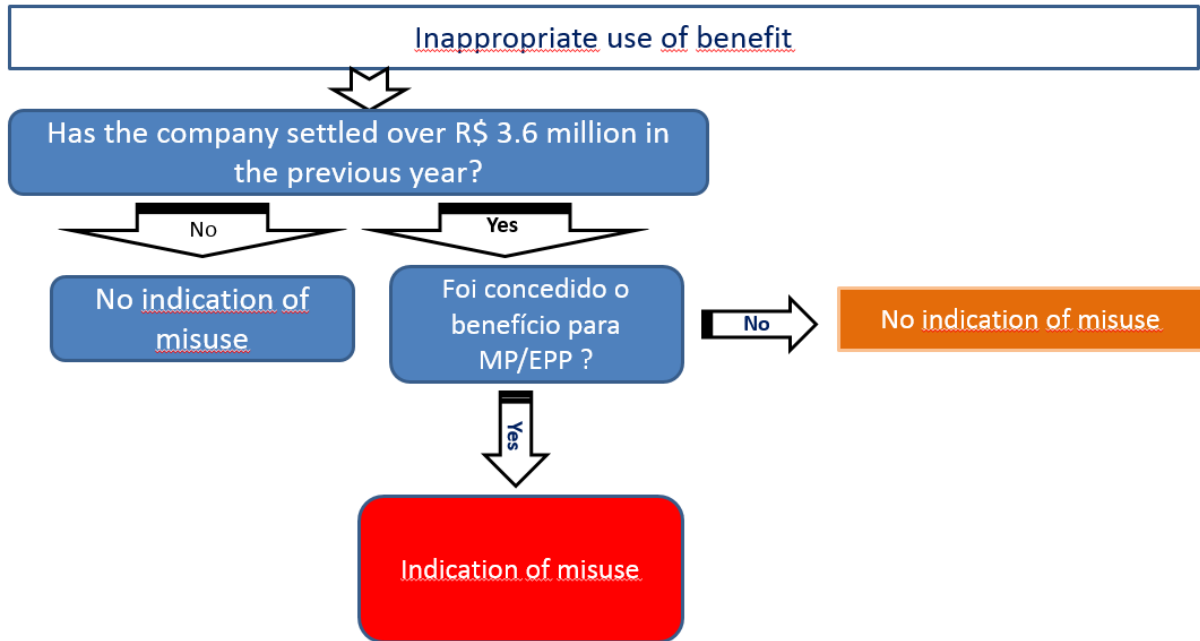 Inappropriate use of benefit
Has the company settled over R$ 3.6 million in
the previous year?
No
Yes
No indication of
misuse
Foi concedido o
benefício para
MP/EPP ?
No
No indication of misuse
Yes
Indication of misuse